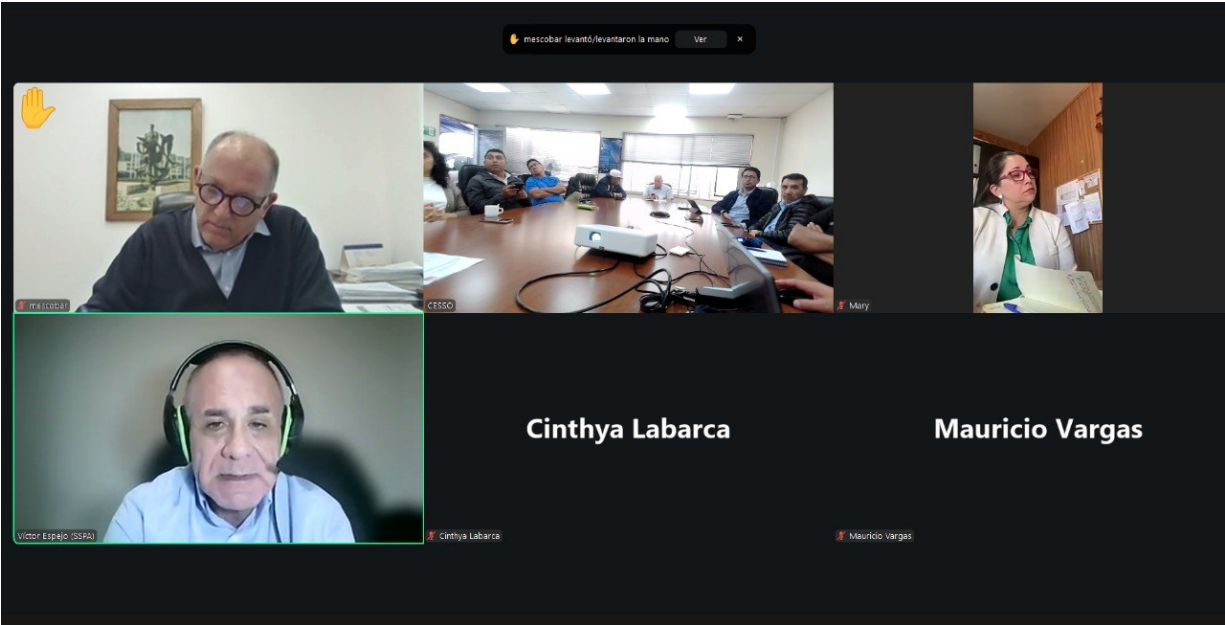 mescobar levantó/levantaron la mano Ver ×
mescobar
CESSO
Mary
Cinthya Labarca
Mauricio Vargas
Víctor Espejo (SSPA)
Cinthya Labarca
Mauricio Vargas